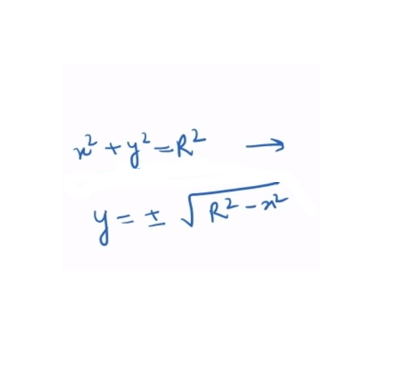 x² + y² = R² →
y = ± √(R² - x²)